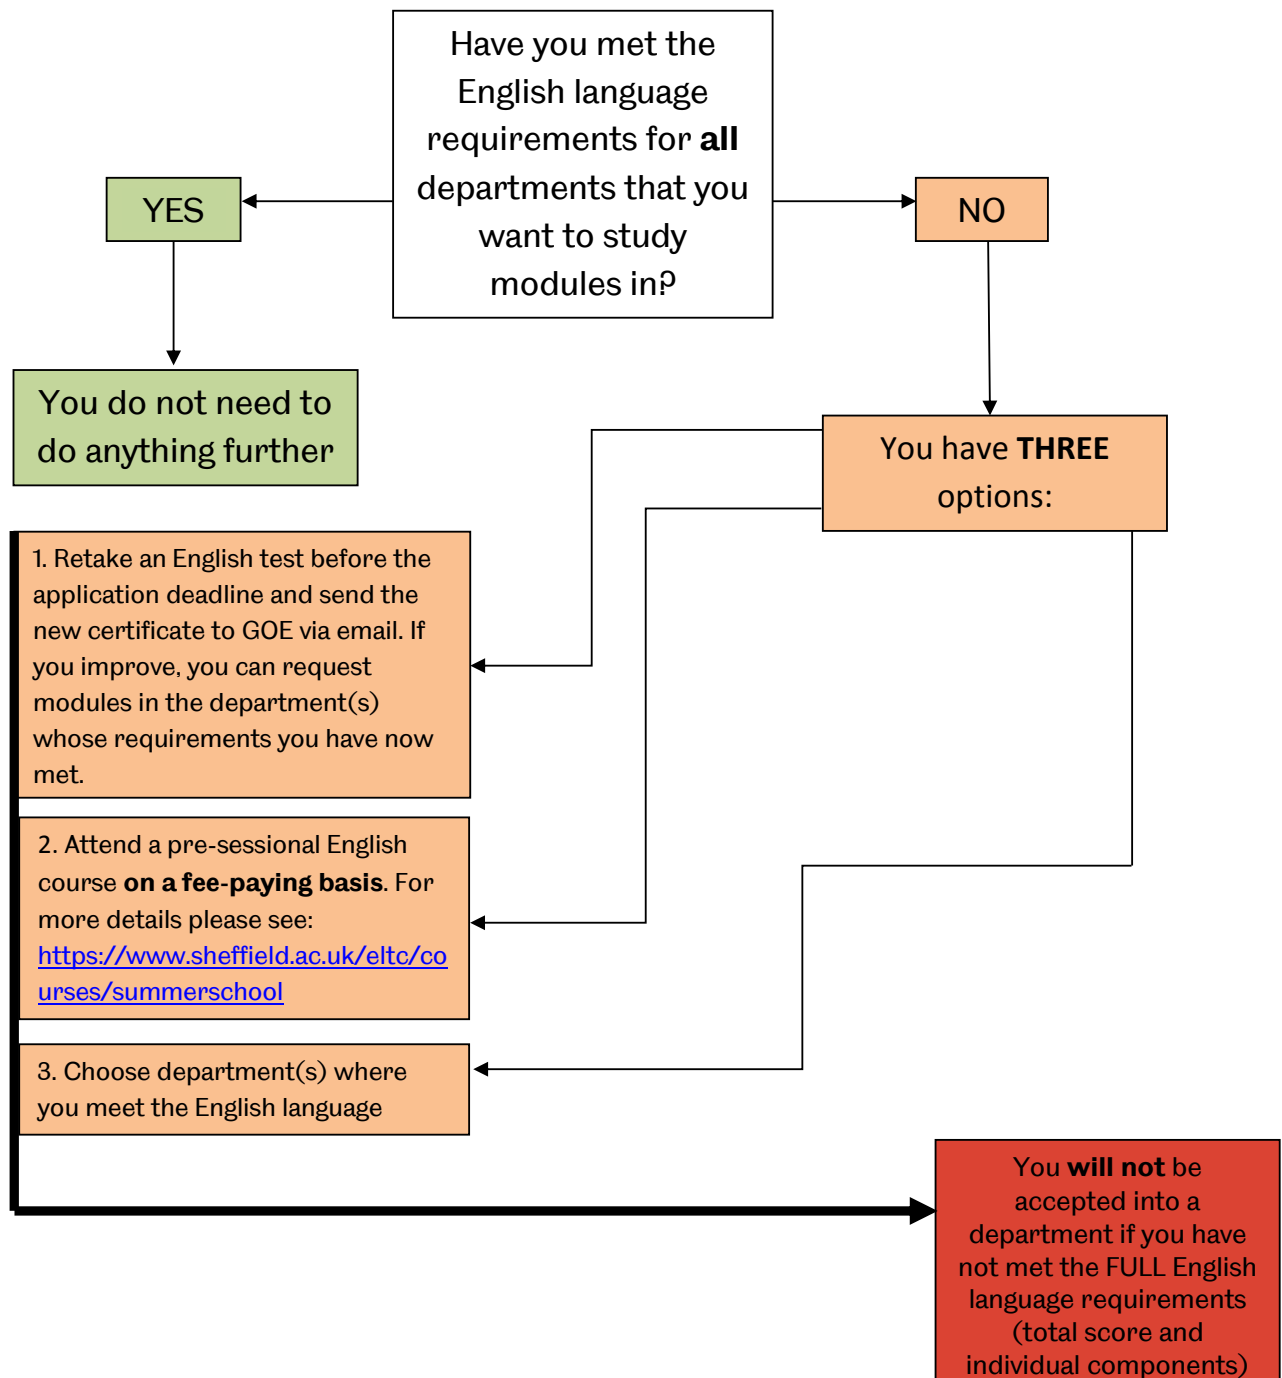 Have you met the
English language
requirements for all
departments that you
want to study
modules in?
YES
NO
You do not need to
do anything further
You have THREE
options:
1. Retake an English test before the
application deadline and send the
new certificate to GOE via email. If
you improve, you can request
modules in the department(s)
whose requirements you have now
met.
2. Attend a pre-sessional English
course on a fee-paying basis. For
more details please see:
https://www.sheffield.ac.uk/eltc/co
urses/summerschool
3. Choose department(s) where
you meet the English language
You will not be
accepted into a
department if you have
not met the FULL English
language requirements
(total score and
individual components)